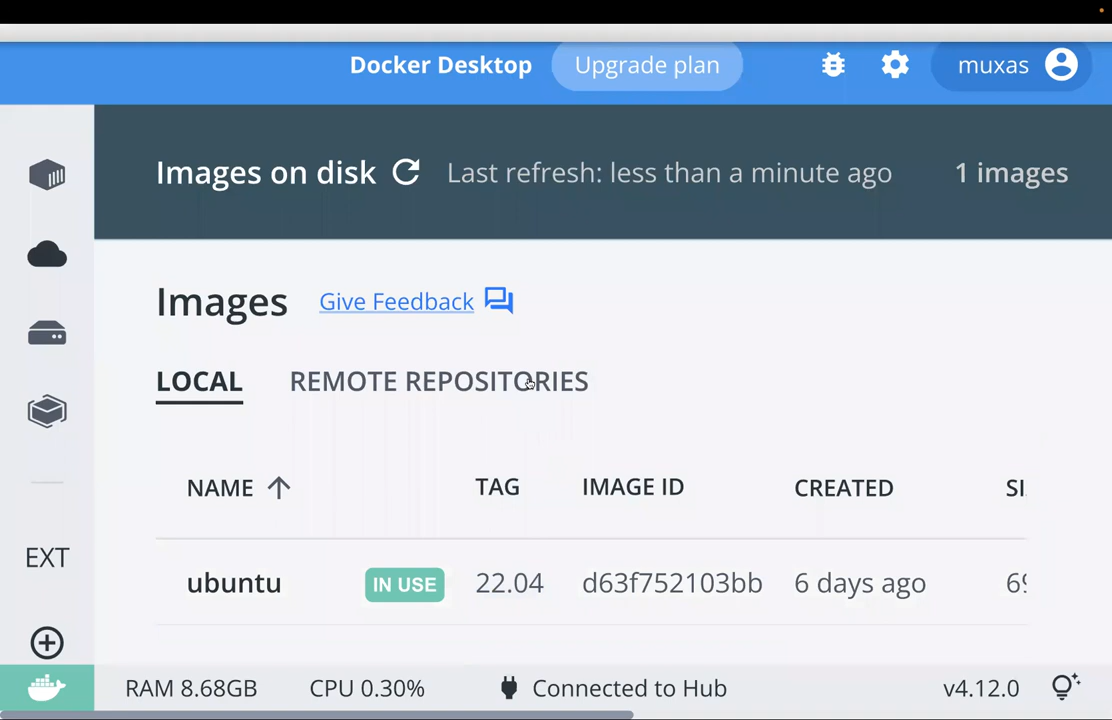 Docker Desktop Upgrade plan muxas
Images on disk Last refresh: less than a minute ago 1 images
Images Give Feedback
LOCAL REMOTE REPOSITORIES
NAME TAG IMAGE ID CREATED
ubuntu IN USE 22.04 d63f752103bb 6 days ago
EXT
RAM 8.68GB CPU 0.30% Connected to Hub v4.12.0